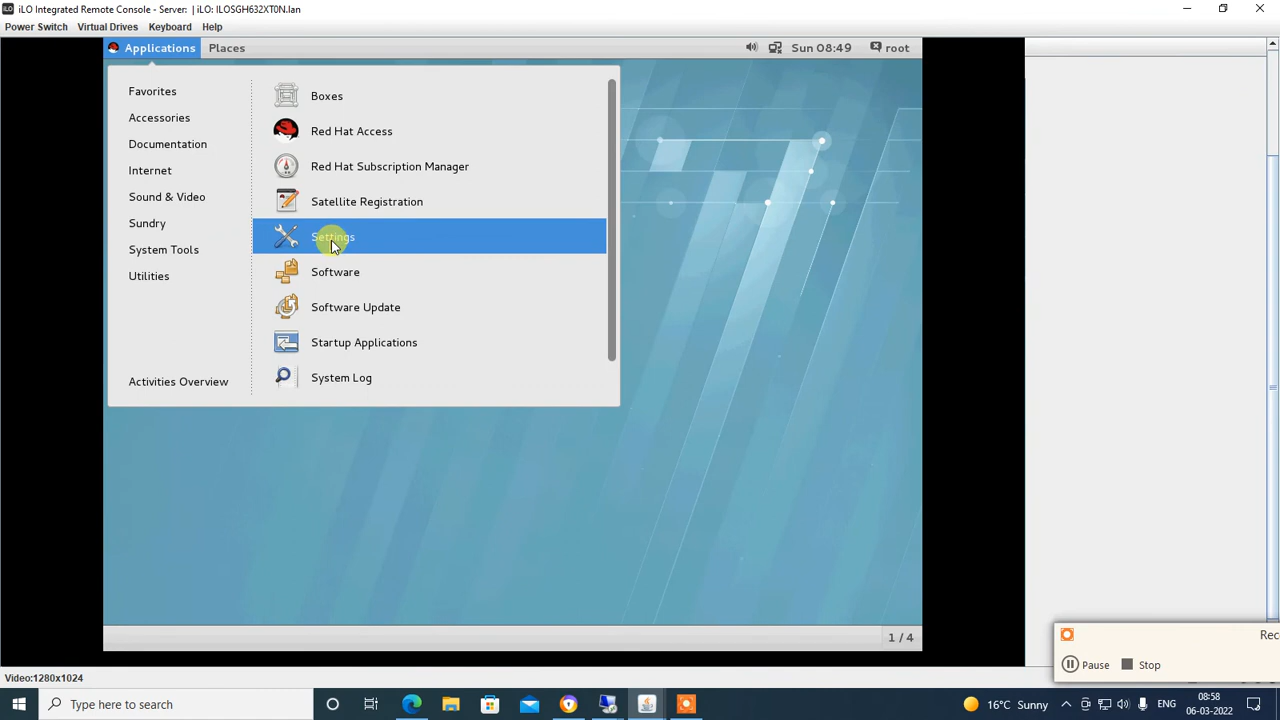 iLO Integrated Remote Console - Server: | iLO: ILOSGH632XT0N.lan
Power Switch Virtual Drives Keyboard Help
Applications Places Sun 08:49 root
Favorites
Accessories
Documentation
Internet
Sound & Video
Sundry
System Tools
Utilities
Activities Overview
Boxes
Red Hat Access
Red Hat Subscription Manager
Satellite Registration
Settings
Software
Software Update
Startup Applications
System Log
1 / 4
Rec
Pause Stop
Video:1280x1024
Type here to search
16°C Sunny
ENG
08:58
06-03-2022